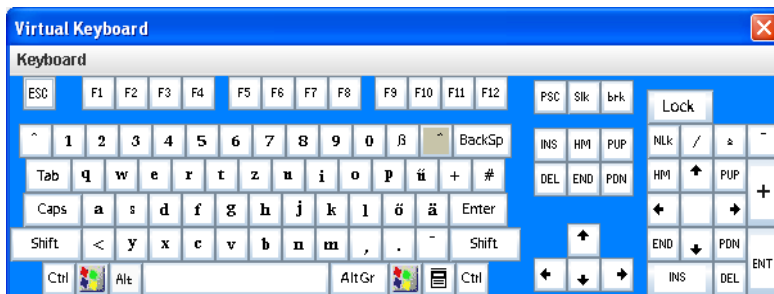 Virtual Keyboard
Keyboard
ESC F1 F2 F3 F4 F5 F6 F7 F8 F9 F10 F11 F12 PSC Slk brk
Lock
^ 1 2 3 4 5 6 7 8 9 0 ß ^ BackSp INS HM PUP NLk /
Tab q w e r t z u i o p ű + # DEL END PDN HM PUP +
Caps a s d f g h j k l ő ä Enter
Shift < y x c v b n m , . - Shift END PDN
ENT
Ctrl Alt AltGr Ctrl INS DEL